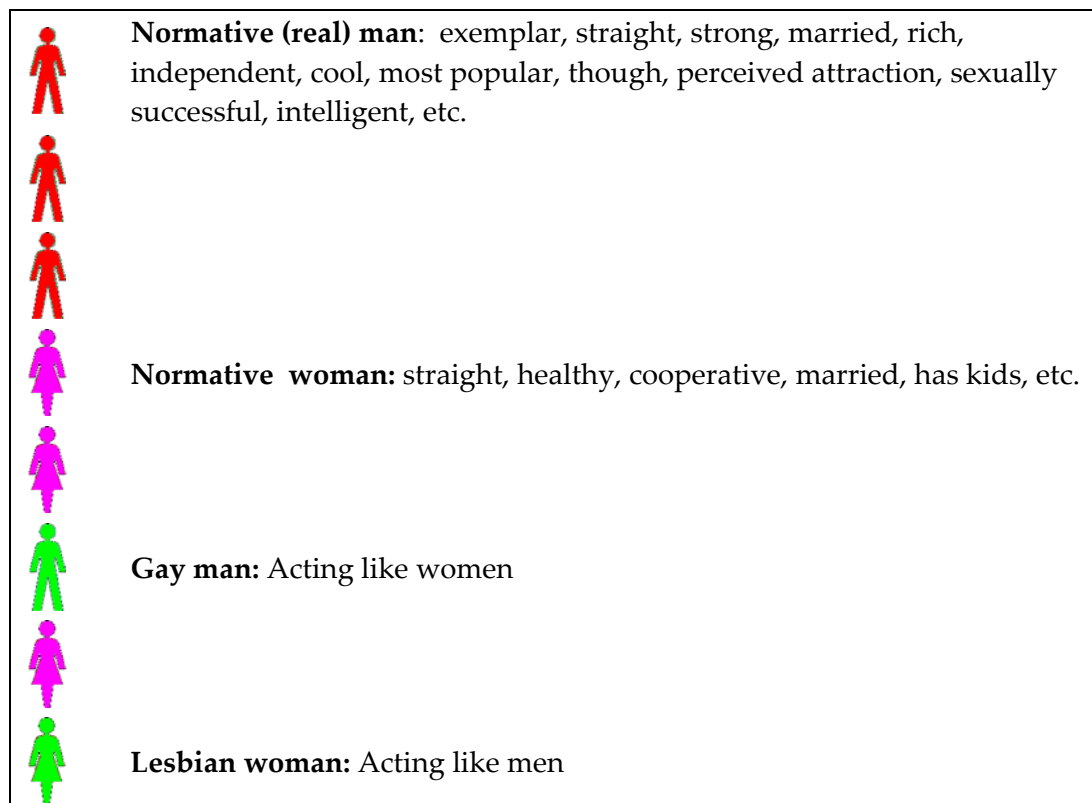 Normative (real) man: exemplar, straight, strong, married, rich,
independent, cool, most popular, though, perceived attraction, sexually
successful, intelligent, etc.
Normative woman: straight, healthy, cooperative, married, has kids, etc.
Gay man: Acting like women
Lesbian woman: Acting like men